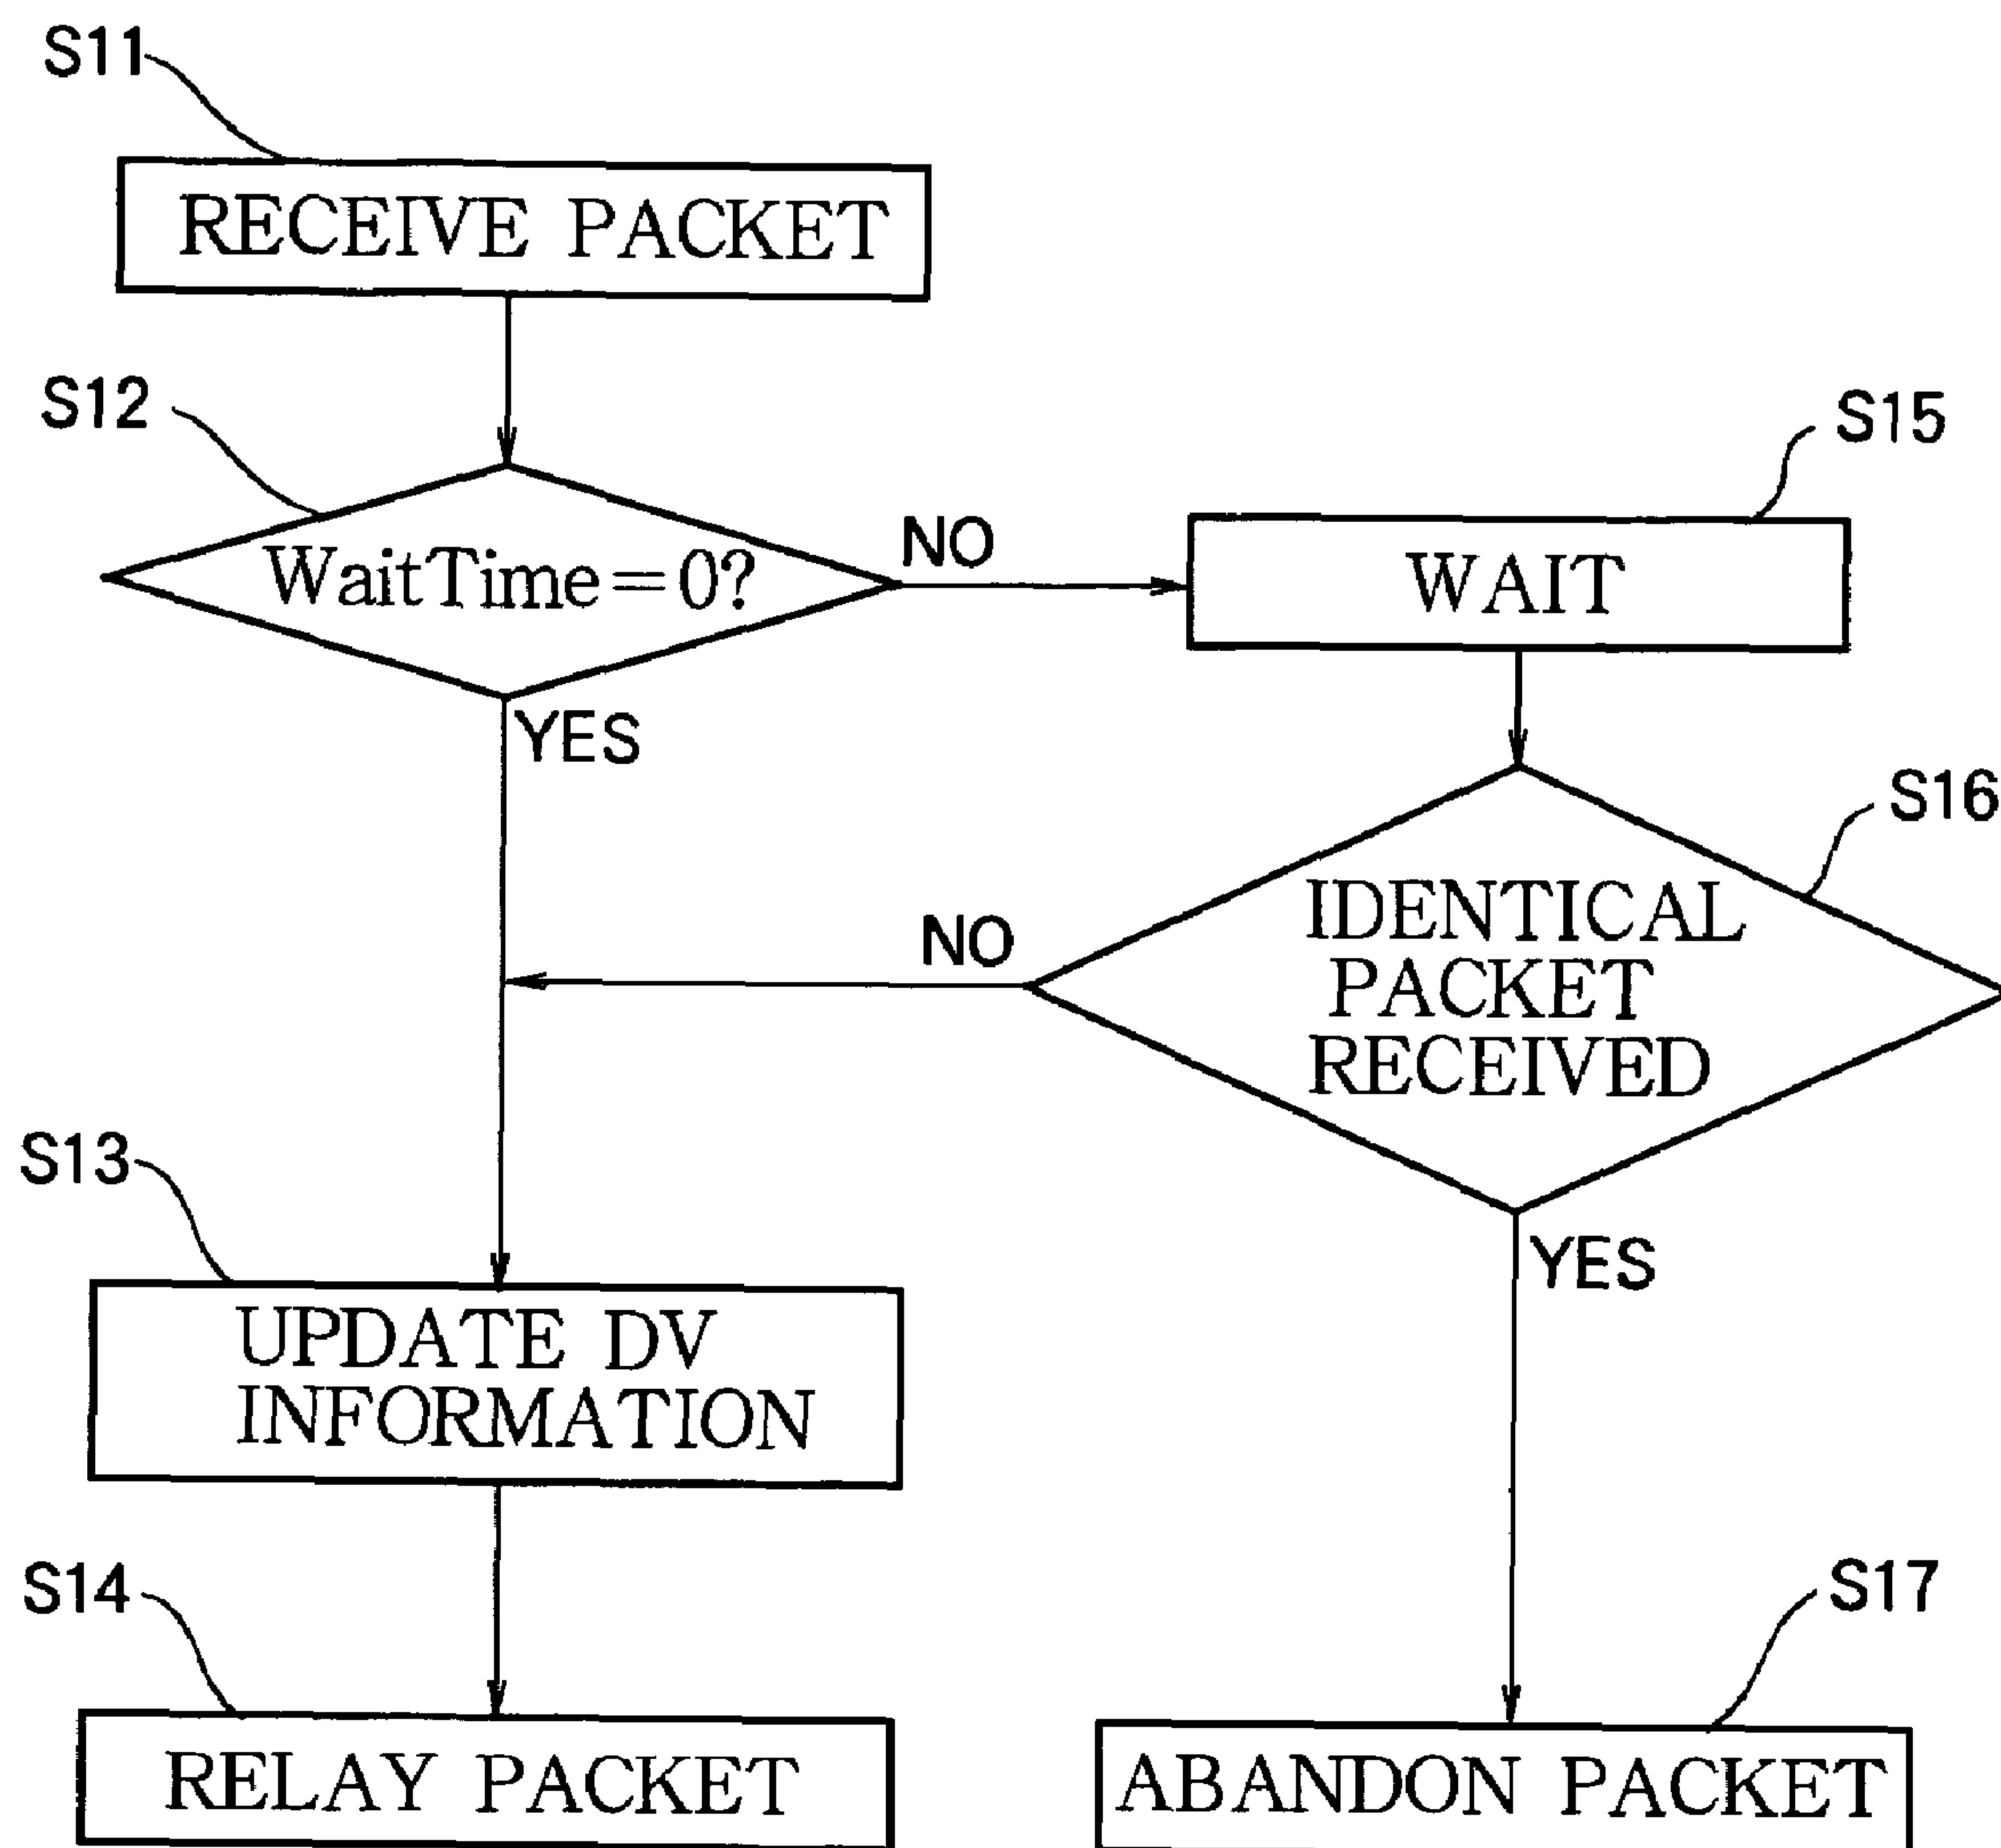 S11
RECEIVE PACKET
S12
WaitTime=0?
NO
YES
S15
WAIT
S16
IDENTICAL
PACKET
RECEIVED
NO
YES
S13
UPDATE DV
INFORMATION
S14
RELAY PACKET
S17
ABANDON PACKET